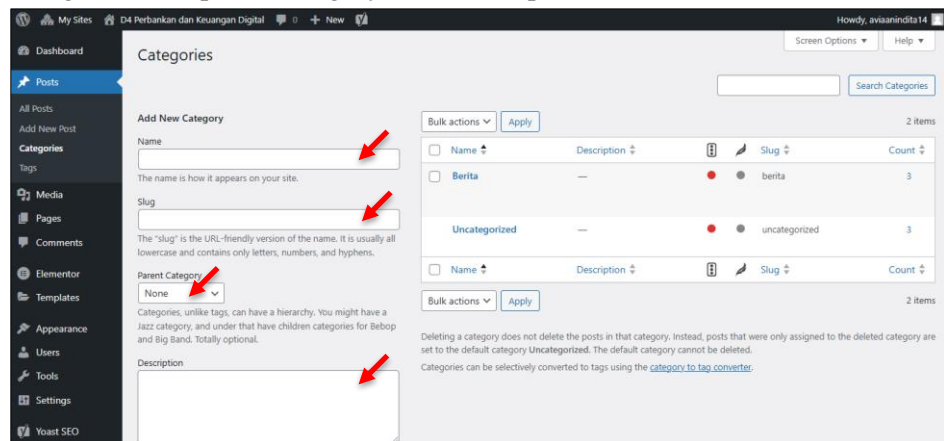 My Sites D4 Perbankan dan Keuangan Digital 0 + New Howdy, aviaanindita14
Screen Options ▼ Help ▼
Dashboard
Posts
All Posts
Add New Post
Categories
Tags
Media
Pages
Comments
Elementor
Templates
Appearance
Users
Tools
Settings
Yoast SEO
Categories
Search Categories
Add New Category
Name
The name is how it appears on your site.
Slug
The "slug" is the URL-friendly version of the name. It is usually all
lowercase and contains only letters, numbers, and hyphens.
Parent Category
None
Categories, unlike tags, can have a hierarchy. You might have a
Jazz category, and under that have children categories for Bebop
and Big Band. Totally optional.
Description
Bulk actions Apply 2 items
Name Description Slug Count
Berita — berita 3
Uncategorized — uncategorized 3
Name Description Slug Count
Bulk actions Apply 2 items
Deleting a category does not delete the posts in that category. Instead, posts that were only assigned to the deleted category are
set to the default category Uncategorized. The default category cannot be deleted.
Categories can be selectively converted to tags using the category to tag converter.